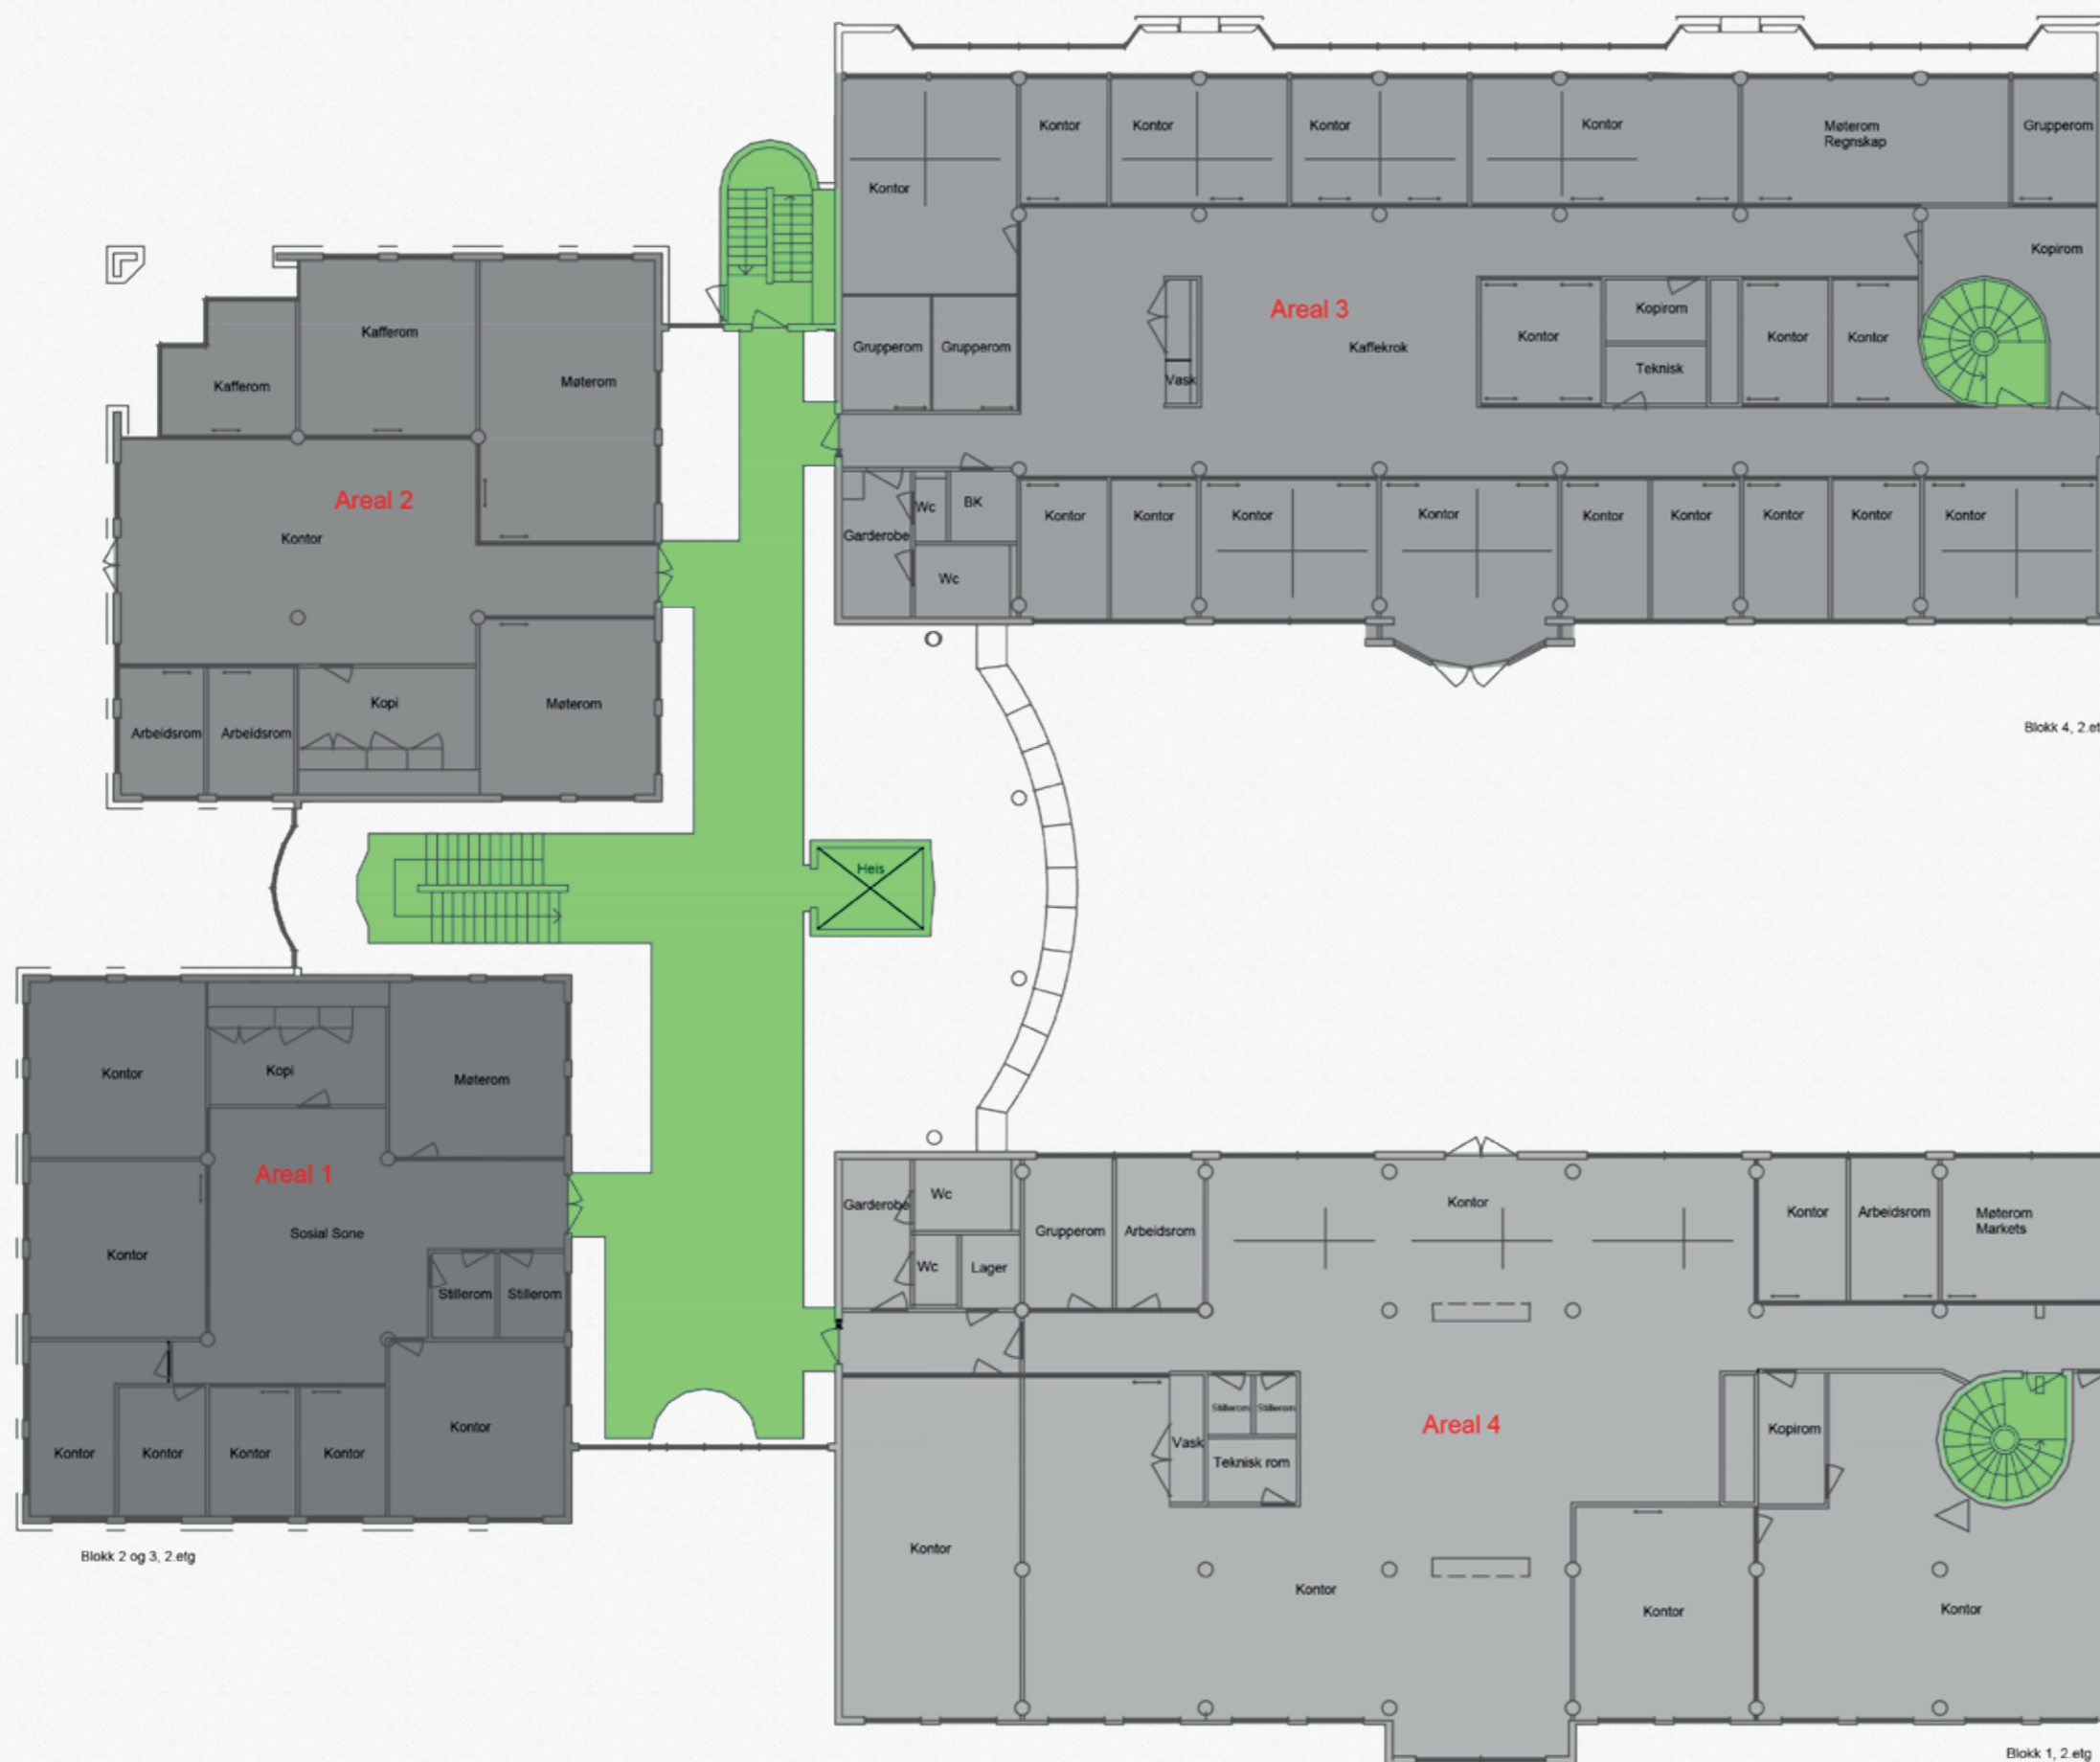 Kontor
Kontor
Kontor
Kontor
Møterom
Regnskap
Grupperom
Kontor
Kopirom
Areal 3
Kontor
Kopirom
Kontor
Kontor
Teknisk
Grupperom
Grupperom
Kaffekrok
Vask
Garderobe
Wc
BK
Wc
Kontor
Kontor
Kontor
Kontor
Kontor
Kontor
Kontor
Kontor
Kontor
Blokk 4, 2.et
Kafferom
Kafferom
Møterom
Areal 2
Kontor
Arbeidsrom
Arbeidsrom
Kopi
Møterom
Heis
Kontor
Kopi
Møterom
Areal 1
Sosial Sone
Kontor
Stillerom
Stillerom
Kontor
Kontor
Kontor
Kontor
Kontor
Blokk 2 og 3, 2.etg
Garderobe
Wc
Wc
Lager
Grupperom
Arbeidsrom
Kontor
Kontor
Arbeidsrom
Møterom
Markets
Stillerom
Stillerom
Vask
Teknisk rom
Areal 4
Kopirom
Kontor
Kontor
Kontor
Kontor
Blokk 1, 2.etg